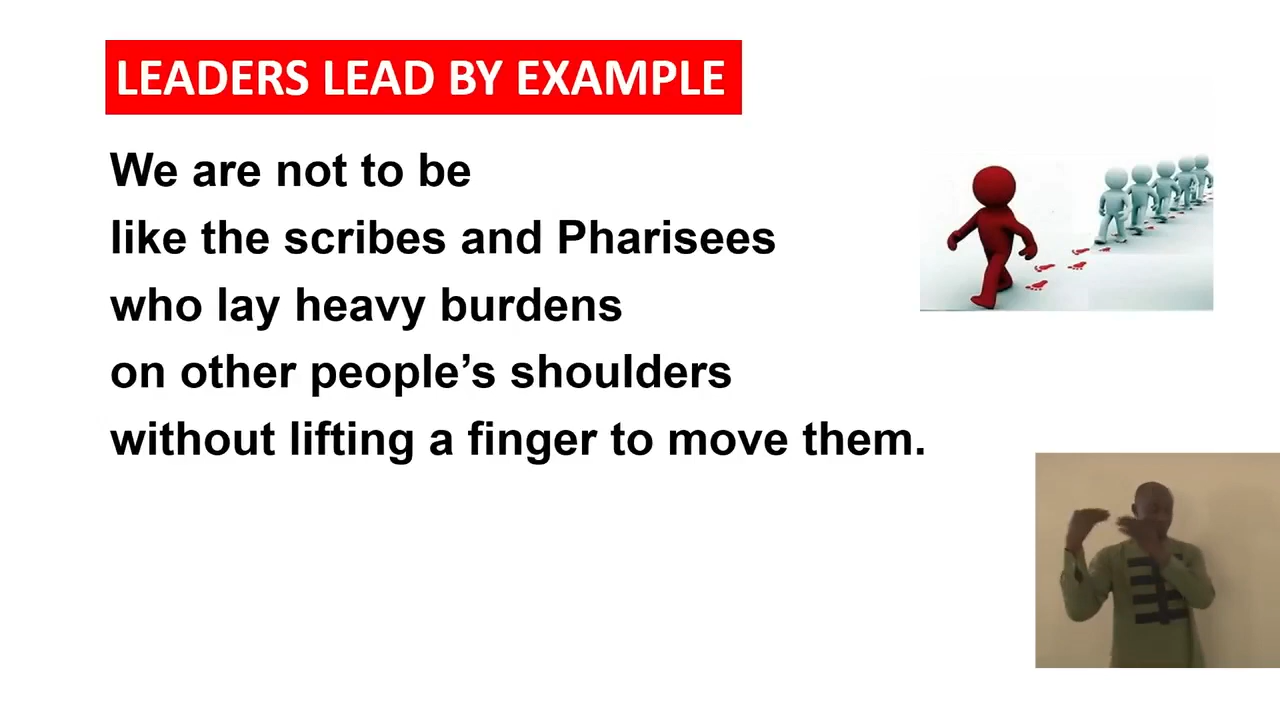 LEADERS LEAD BY EXAMPLE
We are not to be
like the scribes and Pharisees
who lay heavy burdens
on other people’s shoulders
without lifting a finger to move them.